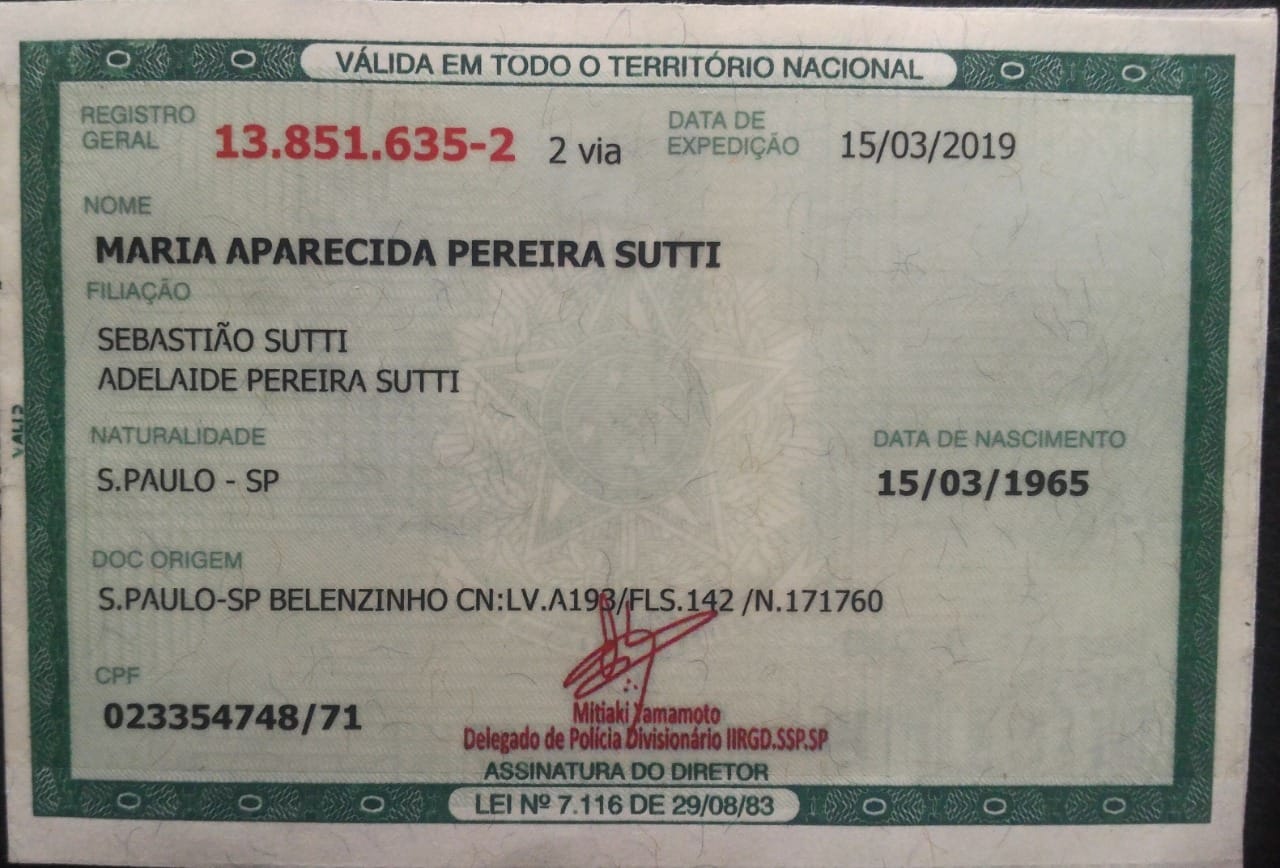 VÁLIDA EM TODO O TERRITÓRIO NACIONAL
REGISTRO GERAL 13.851.635-2 2 via DATA DE EXPEDIÇÃO 15/03/2019
NOME
MARIA APARECIDA PEREIRA SUTTI
FILIAÇÃO
SEBASTIÃO SUTTI
ADELAIDE PEREIRA SUTTI
NATURALIDADE DATA DE NASCIMENTO
S.PAULO - SP 15/03/1965
DOC ORIGEM
S.PAULO-SP BELENZINHO CN:LV.A193/FLS.142 /N.171760
CPF
023354748/71
Mitiaki Yamamoto
Delegado de Polícia Divisionário IIRGD.SSP.SP
ASSINATURA DO DIRETOR
LEI Nº 7.116 DE 29/08/83